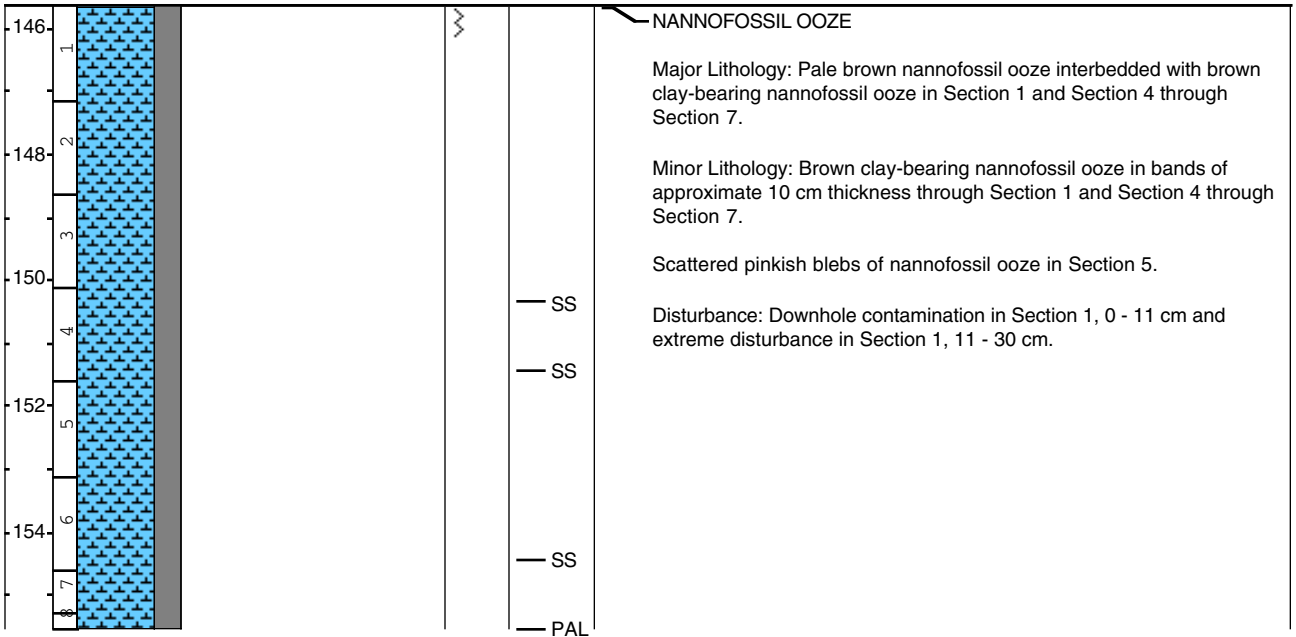 146
148
150
152
154
1
2
3
4
5
6
7
8
SS
SS
SS
PAL
NANNOFOSSIL OOZE
Major Lithology: Pale brown nannofossil ooze interbedded with brown
clay-bearing nannofossil ooze in Section 1 and Section 4 through
Section 7.
Minor Lithology: Brown clay-bearing nannofossil ooze in bands of
approximate 10 cm thickness through Section 1 and Section 4 through
Section 7.
Scattered pinkish blebs of nannofossil ooze in Section 5.
Disturbance: Downhole contamination in Section 1, 0 - 11 cm and
extreme disturbance in Section 1, 11 - 30 cm.